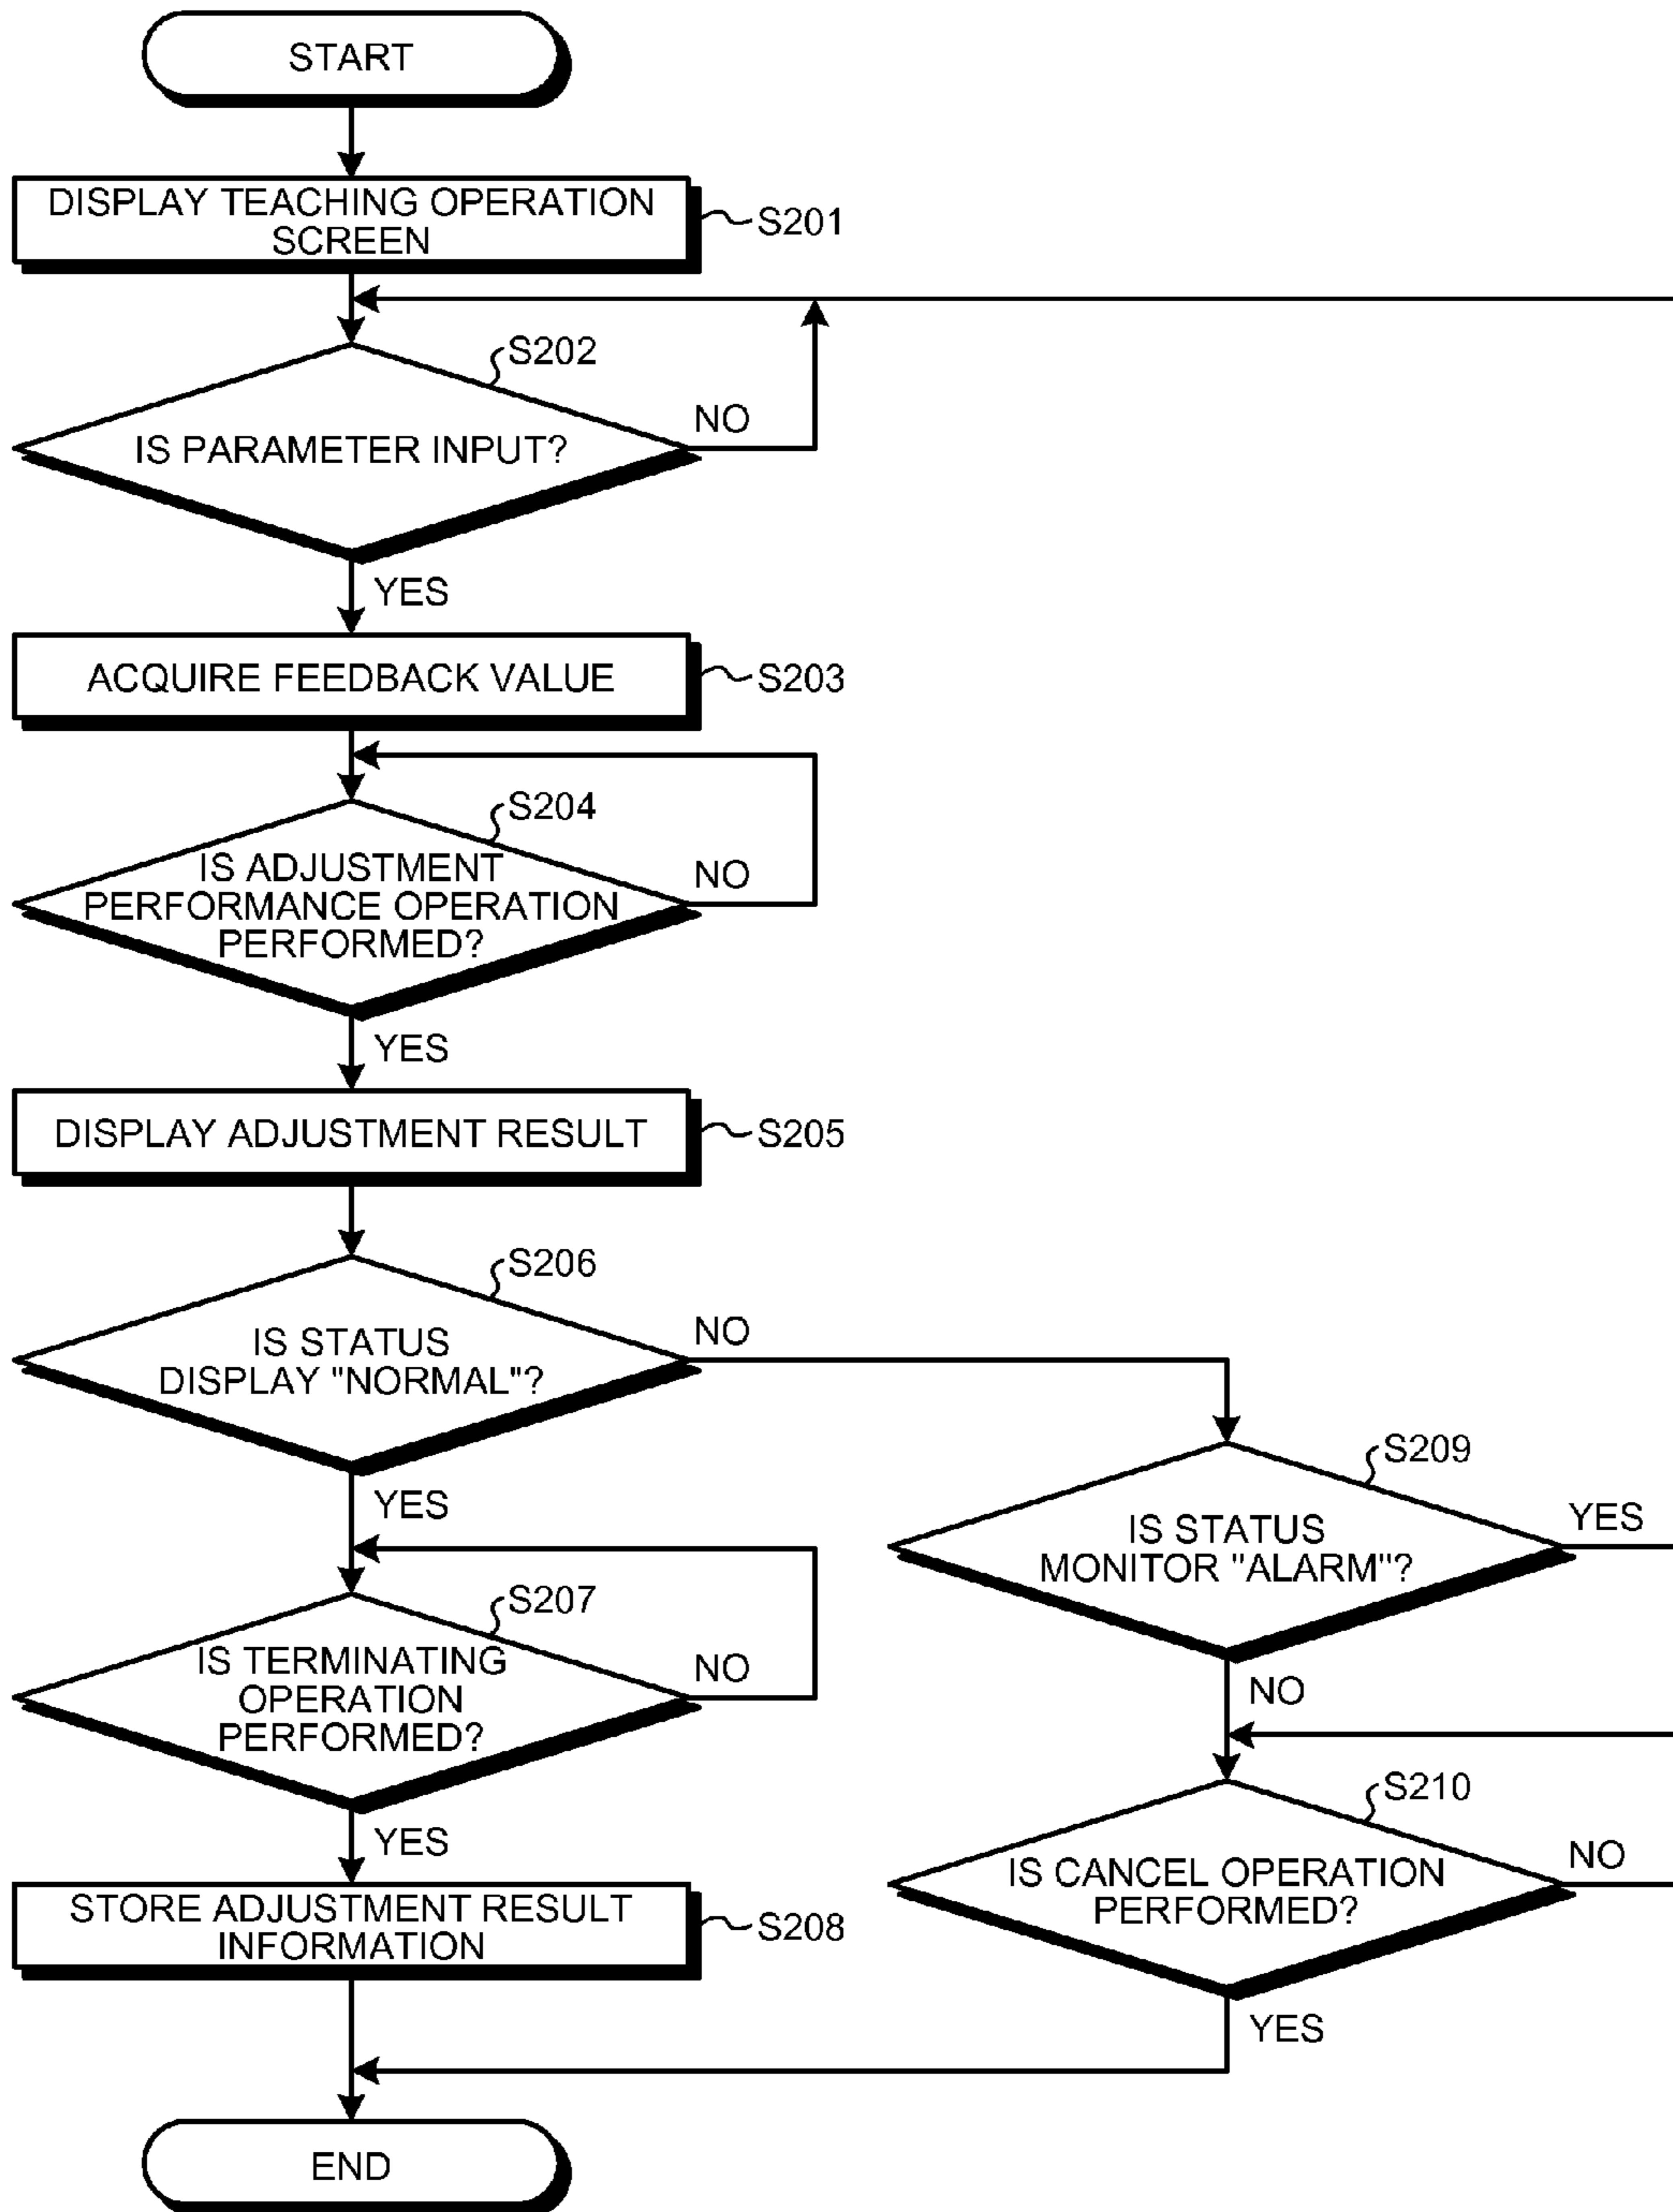 START
DISPLAY TEACHING OPERATION
SCREEN
S201
S202
IS PARAMETER INPUT?
NO
YES
ACQUIRE FEEDBACK VALUE
S203
S204
IS ADJUSTMENT
PERFORMANCE OPERATION
PERFORMED?
NO
YES
DISPLAY ADJUSTMENT RESULT
S205
S206
IS STATUS
DISPLAY "NORMAL"?
NO
YES
S207
IS TERMINATING
OPERATION
PERFORMED?
NO
YES
STORE ADJUSTMENT RESULT
INFORMATION
S208
S209
IS STATUS
MONITOR "ALARM"?
YES
NO
S210
IS CANCEL OPERATION
PERFORMED?
NO
YES
END